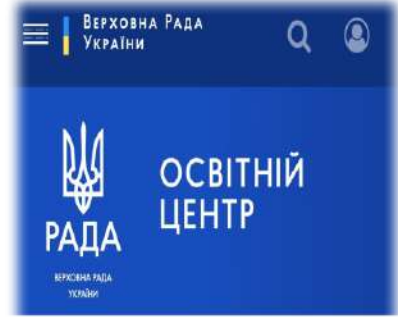 Верховна Рада
України
ОСВІТНІЙ
ЦЕНТР
РАДА
ВЕРХОВНА РАДА
УКРАЇНИ